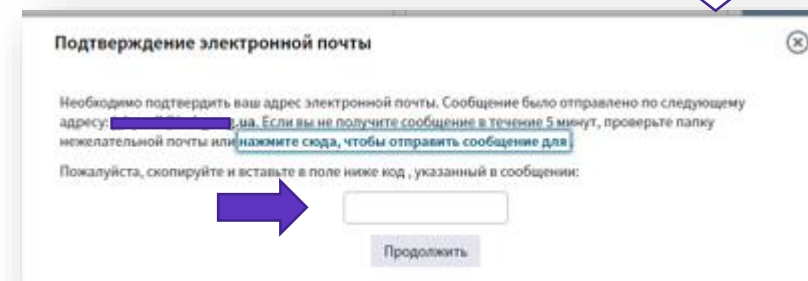 Подтверждение электронной почты
Необходимо подтвердить ваш адрес электронной почты. Сообщение было отправлено по следующему
адресу: .ua. Если вы не получите сообщение в течение 5 минут, проверьте папку
нежелательной почты или нажмите сюда, чтобы отправить сообщение для .
Пожалуйста, скопируйте и вставьте в поле ниже код , указанный в сообщении:
Продолжить